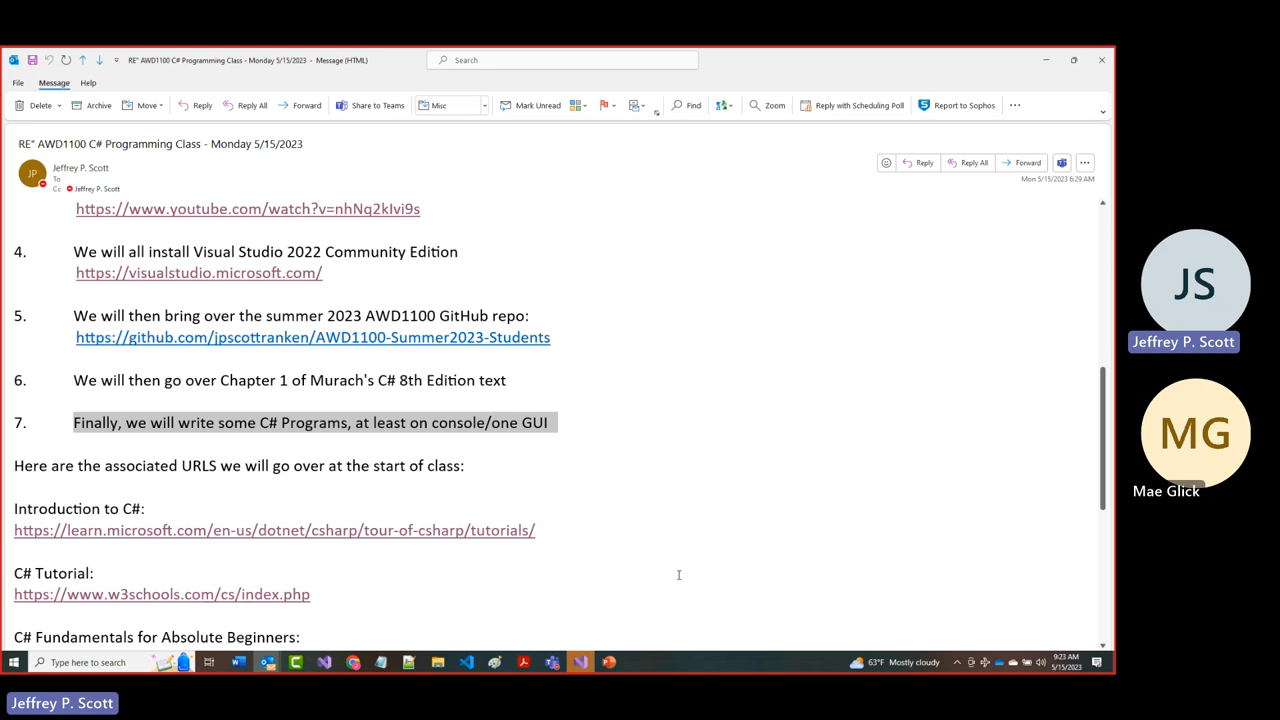 RE" AWD1100 C# Programming Class - Monday 5/15/2023 - Message (HTML)
Search
File Message Help
Delete Archive Move Reply Reply All Forward Share to Teams Misc Mark Unread Find Zoom Reply with Scheduling Poll Report to Sophos
RE" AWD1100 C# Programming Class - Monday 5/15/2023
JP
Jeffrey P. Scott
To
Cc Jeffrey P. Scott
Reply Reply All Forward
Mon 5/15/2023 6:29 AM
https://www.youtube.com/watch?v=nhNq2kIvi9s
4. We will all install Visual Studio 2022 Community Edition
https://visualstudio.microsoft.com/
5. We will then bring over the summer 2023 AWD1100 GitHub repo:
https://github.com/jpscottranken/AWD1100-Summer2023-Students
6. We will then go over Chapter 1 of Murach's C# 8th Edition text
7. Finally, we will write some C# Programs, at least on console/one GUI
Here are the associated URLS we will go over at the start of class:
Introduction to C#:
https://learn.microsoft.com/en-us/dotnet/csharp/tour-of-csharp/tutorials/
C# Tutorial:
https://www.w3schools.com/cs/index.php
C# Fundamentals for Absolute Beginners:
Type here to search
63°F Mostly cloudy
9:23 AM
5/15/2023
JS
Jeffrey P. Scott
MG
Mae Glick
Jeffrey P. Scott